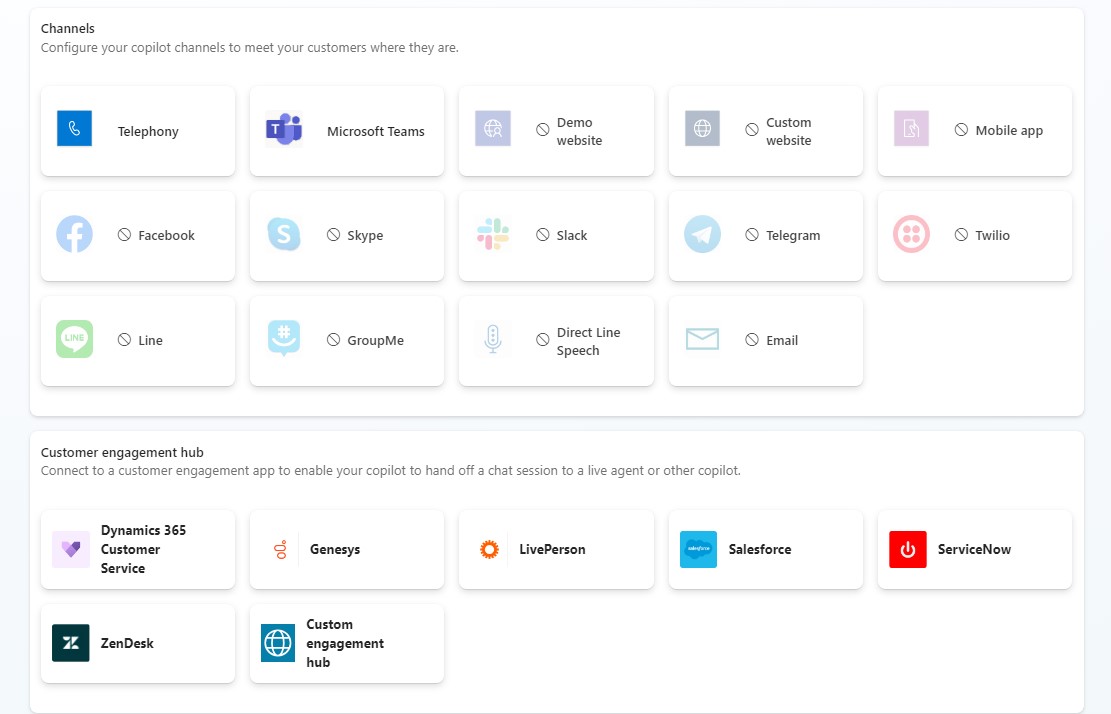 Channels
Configure your copilot channels to meet your customers where they are.
Telephony
T
Microsoft Teams
Demo
website
Custom
website
Mobile app
Facebook
S
Skype
Slack
Telegram
Twilio
LINE
Line
#
GroupMe
Direct Line
Speech
Email
Customer engagement hub
Connect to a customer engagement app to enable your copilot to hand off a chat session to a live agent or other copilot.
Dynamics 365
Customer
Service
Genesys
LivePerson
salesforce
Salesforce
ServiceNow
ZenDesk
Custom
engagement
hub